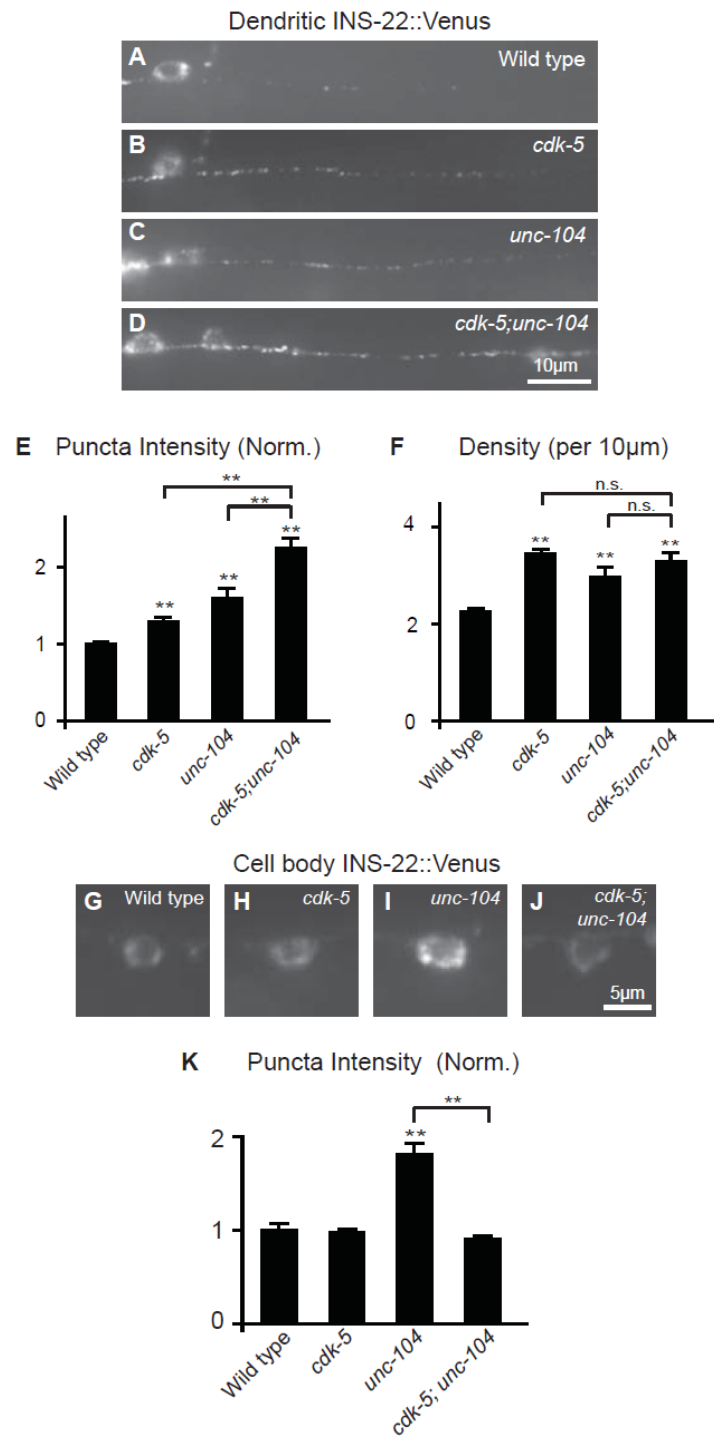 Dendritic INS-22::Venus
A Wild type
B cdk-5
C unc-104
D cdk-5;unc-104
10μm
E Puncta Intensity (Norm.)
**
**
**
**
**
2
1
0
Wild type
cdk-5
unc-104
cdk-5;unc-104
F Density (per 10μm)
n.s.
n.s.
**
**
**
4
2
0
Wild type
cdk-5
unc-104
cdk-5;unc-104
Cell body INS-22::Venus
G Wild type
H cdk-5
I unc-104
J cdk-5;
unc-104
5μm
K Puncta Intensity (Norm.)
**
**
2
1
0
Wild type
cdk-5
unc-104
cdk-5; unc-104